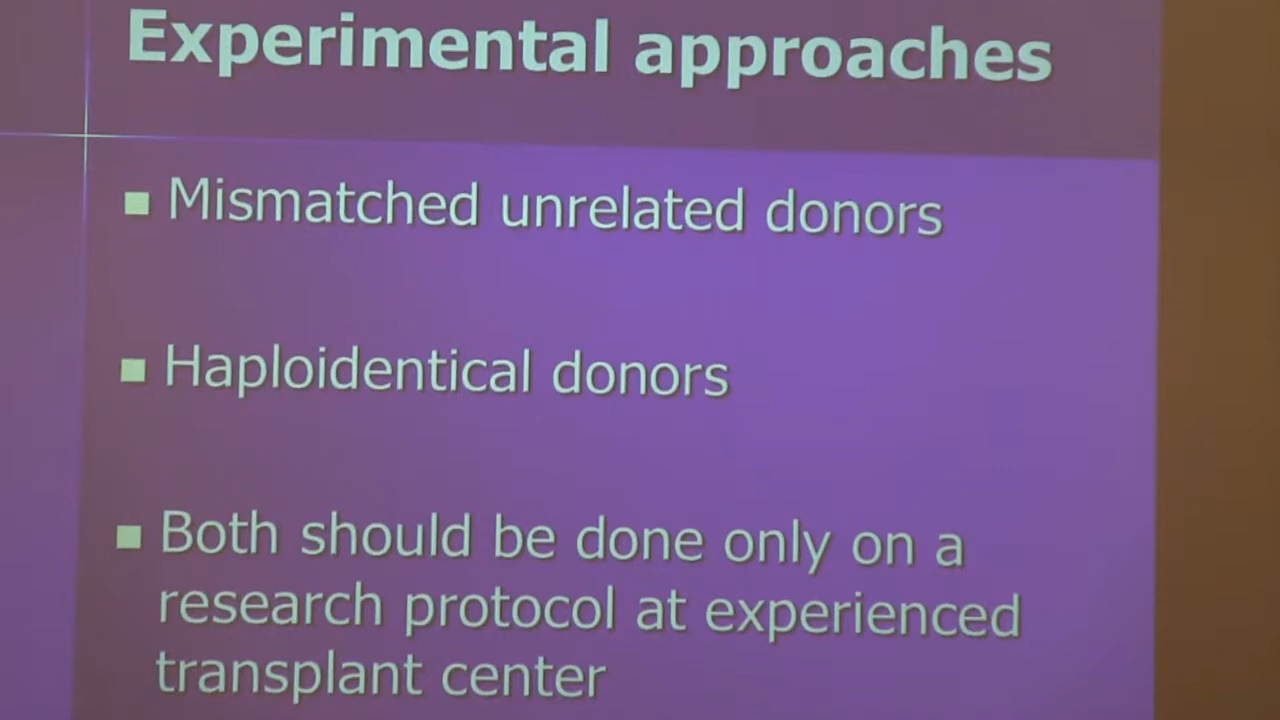 Experimental approaches
Mismatched unrelated donors
Haploidentical donors
Both should be done only on a
research protocol at experienced
transplant center